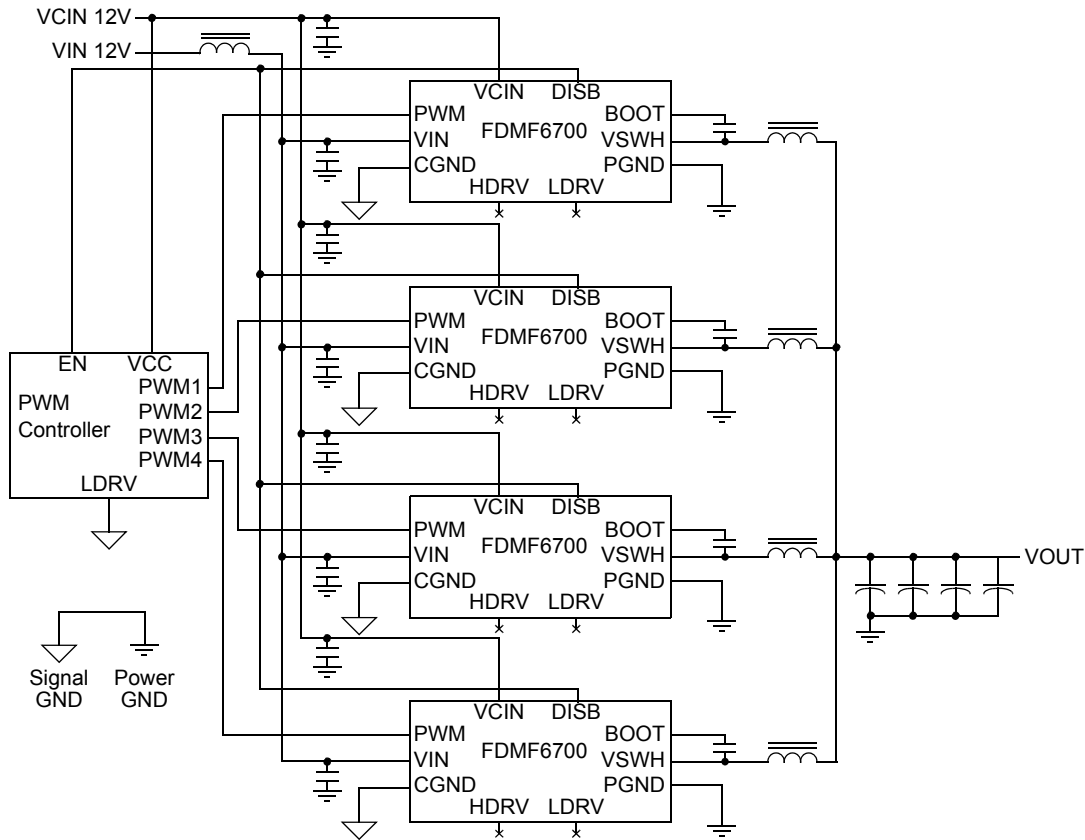 VCIN 12V
VIN 12V
VCIN DISB
PWM BOOT
FDMF6700
VIN VSWH
CGND PGND
HDRV LDRV
VCIN DISB
PWM BOOT
FDMF6700
VIN VSWH
CGND PGND
HDRV LDRV
EN VCC
PWM1
PWM Controller
PWM2
PWM3
PWM4
LDRV
VCIN DISB
PWM BOOT
FDMF6700
VIN VSWH
CGND PGND
HDRV LDRV
VOUT
Signal GND
Power GND
VCIN DISB
PWM BOOT
FDMF6700
VIN VSWH
CGND PGND
HDRV LDRV